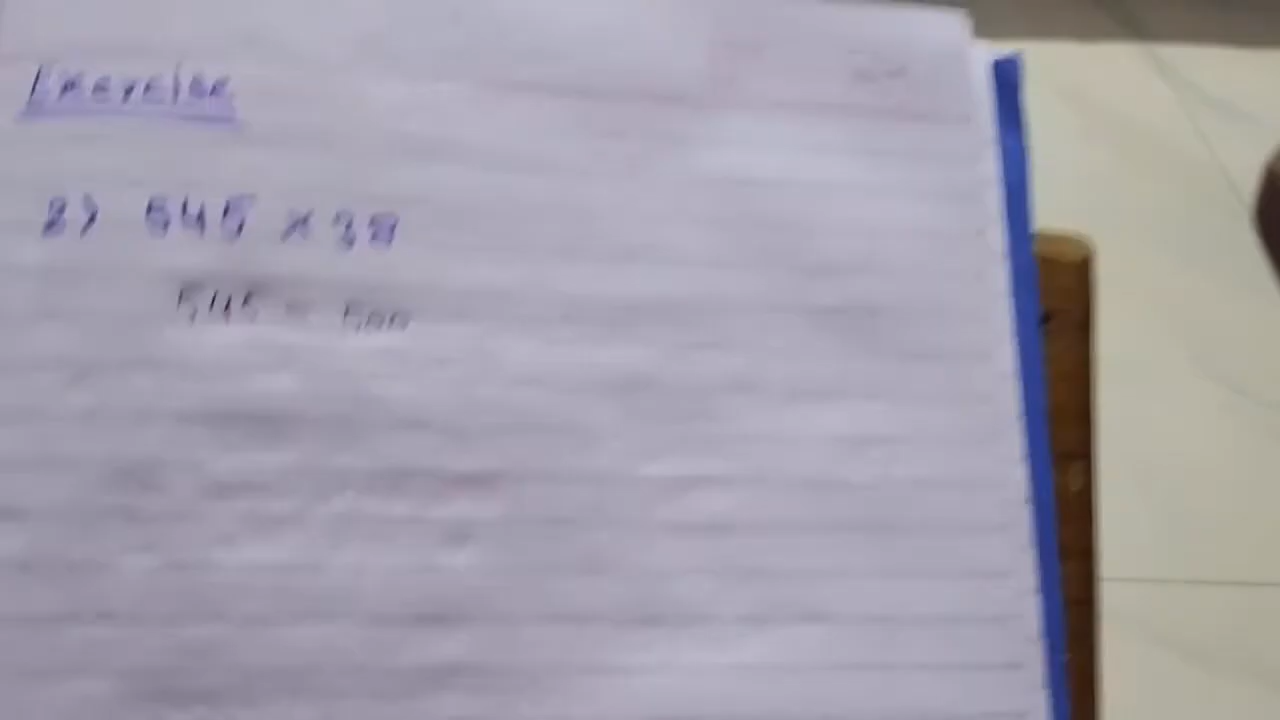 Exercise
2) 545 × 38
545 = 500